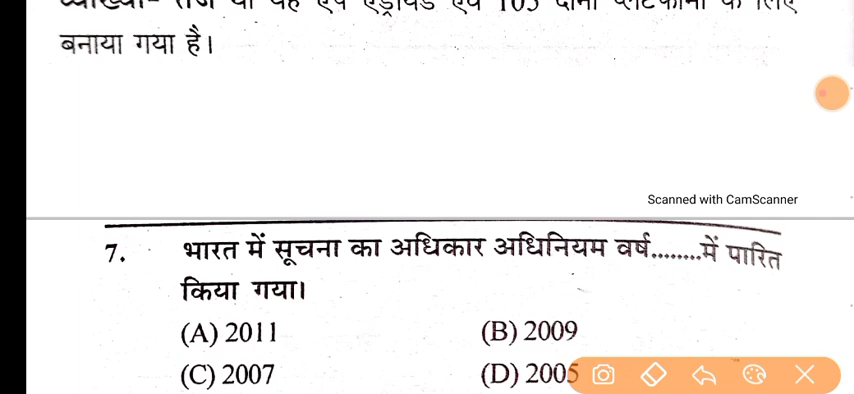 बनाया गया है।
Scanned with CamScanner
7. भारत में सूचना का अधिकार अधिनियम वर्ष........में पारित
किया गया।
(A) 2011 (B) 2009
(C) 2007 (D) 2005